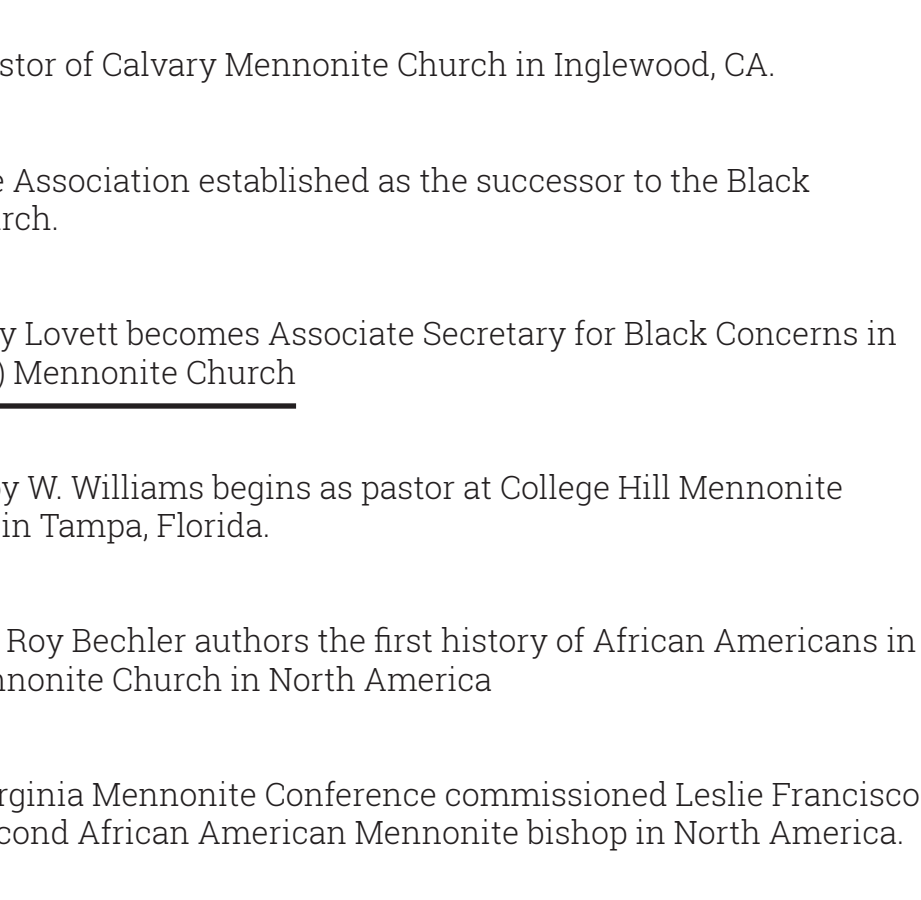 stor of Calvary Mennonite Church in Inglewood, CA.
e Association established as the successor to the Black
rch.
y Lovett becomes Associate Secretary for Black Concerns in
) Mennonite Church
y W. Williams begins as pastor at College Hill Mennonite
in Tampa, Florida.
Roy Bechler authors the first history of African Americans in
nnonite Church in North America
rginia Mennonite Conference commissioned Leslie Francisco
cond African American Mennonite bishop in North America.